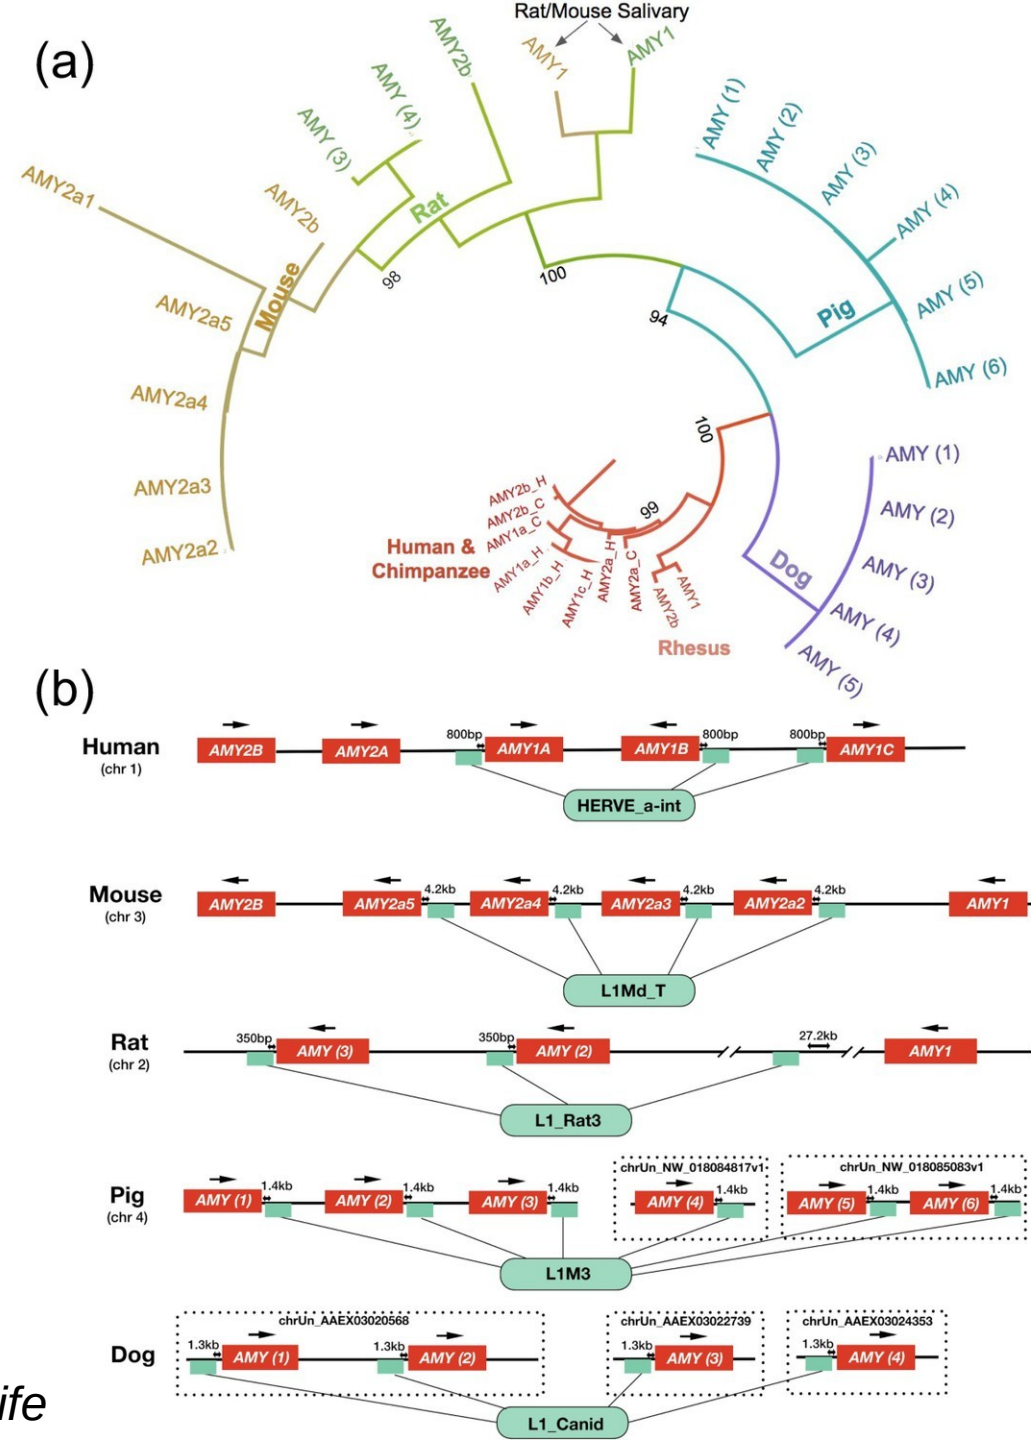 (a)
Rat/Mouse Salivary
AMY1
AMY1
AMY2b
AMY (4)
AMY (3)
Rat
AMY2b
AMY2a1
Mouse
AMY2a5
AMY2a4
AMY2a3
AMY2a2
98
100
94
100
99
AMY (1)
AMY (2)
AMY (3)
AMY (4)
AMY (5)
AMY (6)
Pig
AMY (1)
AMY (2)
AMY (3)
AMY (4)
AMY (5)
Dog
AMY2b_H
AMY2b_C
AMY1a_C
AMY1a_H
AMY1b_H
AMY1c_H
AMY2a_H
AMY2a_C
AMY2b
AMY1
Human &
Chimpanzee
Rhesus
(b)
Human
(chr 1)
AMY2B AMY2A 800bp AMY1A AMY1B 800bp 800bp AMY1C
HERVE_a-int
Mouse
(chr 3)
AMY2B AMY2a5 4.2kb AMY2a4 4.2kb AMY2a3 4.2kb AMY2a2 4.2kb AMY1
L1Md_T
Rat
(chr 2)
350bp AMY (3) 350bp AMY (2) 27.2kb AMY1
L1_Rat3
chrUn_NW_018084817v1 chrUn_NW_018085083v1
Pig
(chr 4)
AMY (1) 1.4kb AMY (2) 1.4kb AMY (3) 1.4kb AMY (4) 1.4kb AMY (5) 1.4kb AMY (6) 1.4kb
L1M3
chrUn_AAEX03020568 chrUn_AAEX03022739 chrUn_AAEX03024353
Dog
1.3kb AMY (1) 1.3kb AMY (2) 1.3kb AMY (3) 1.3kb AMY (4)
L1_Canid
ife